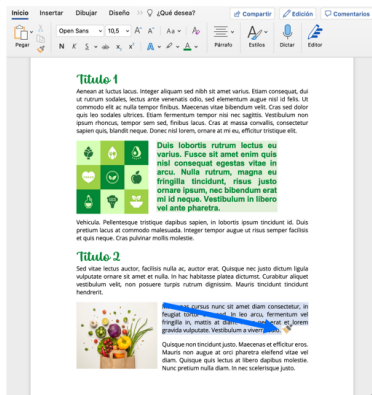 Inicio Insertar Dibujar Diseño ¿Qué desea? Compartir Edición Comentarios
Open Sans 10,5 A A Aa A
Pegar N K S ab x x A Párrafo Estilos Dictar Editor
Título 1
Aenean at luctus lacus. Integer aliquam sed nibh sit amet varius. Etiam consequat, dui
ut rutrum sodales, lectus ante venenatis odio, sed elementum augue nisl id felis. Ut
commodo elit ac nulla tempor finibus. Maecenas vitae bibendum velit. Cras sed dolor
quis leo sodales ultrices. Etiam fermentum tempor nisi nec sagittis. Vestibulum non
ipsum rhoncus, tempor sem sed, finibus lacus. Cras at massa convallis, consectetur
sapien quis, blandit neque. Donec nisl lorem, ornare at mi eu, efficitur tristique elit.
Duis lobortis rutrum lectus eu
varius. Fusce sit amet enim quis
nisl consequat egestas vitae in
arcu. Nulla rutrum, magna eu
fringilla tincidunt, risus justo
ornare ipsum, nec bibendum erat
mi id neque. Vestibulum in libero
vel ante pharetra.
Vehicula. Pellentesque tristique dapibus sapien, in lobortis ipsum tincidunt id. Duis
pretium lacus at commodo malesuada. Integer tempor augue ut risus semper facilisis
et quis neque. Cras pulvinar mollis molestie.
Título 2
Sed vitae lectus auctor, facilisis nulla ac, auctor erat. Quisque nec justo dictum ligula
vulputate ornare sit amet et nulla. In hac habitasse platea dictumst. Curabitur aliquet
vestibulum velit, non posuere turpis rutrum dignissim. Mauris tincidunt tincidunt
hendrerit.
cursus nunc sit amet diam consectetur, in
feugiat In leo arcu, fermentum vel
fringilla in, mattis at diam. erat et lorem
gravida vulputate. Vestibulum a
Quisque non tincidunt justo. Maecenas et efficitur eros.
Mauris non augue at orci pharetra eleifend vitae vel
diam. Quisque quis lectus at libero dapibus molestie.
Nunc pretium nulla diam. In nec scelerisque justo.